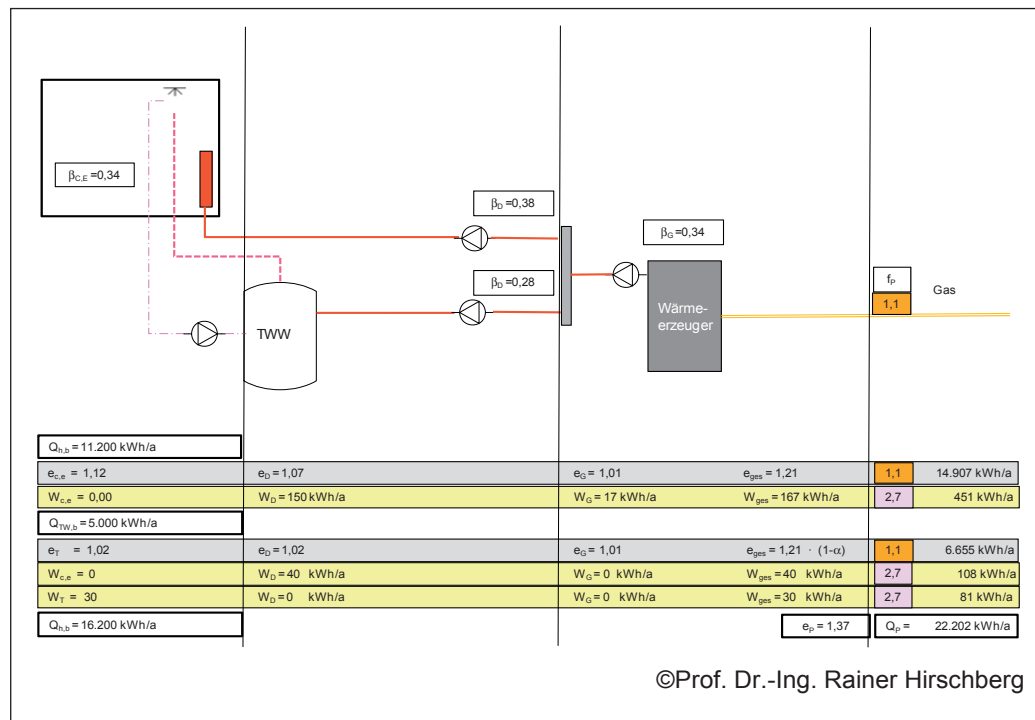 β_C,E =0,34
β_D =0,38
β_G =0,34
β_D =0,28
f_P
1,1
Gas
Wärme-
erzeuger
TWW
Q_h,b = 11.200 kWh/a
e_c,e = 1,12 e_D = 1,07 e_G = 1,01 e_ges = 1,21 1,1 14.907 kWh/a
W_c,e = 0,00 W_D = 150 kWh/a W_G = 17 kWh/a W_ges = 167 kWh/a 2,7 451 kWh/a
Q_TW,b = 5.000 kWh/a
e_T = 1,02 e_D = 1,02 e_G = 1,01 e_ges = 1,21 · (1-α) 1,1 6.655 kWh/a
W_c,e = 0 W_D = 40 kWh/a W_G = 0 kWh/a W_ges = 40 kWh/a 2,7 108 kWh/a
W_T = 30 W_D = 0 kWh/a W_G = 0 kWh/a W_ges = 30 kWh/a 2,7 81 kWh/a
Q_h,b = 16.200 kWh/a e_P = 1,37 Q_P = 22.202 kWh/a
©Prof. Dr.-Ing. Rainer Hirschberg